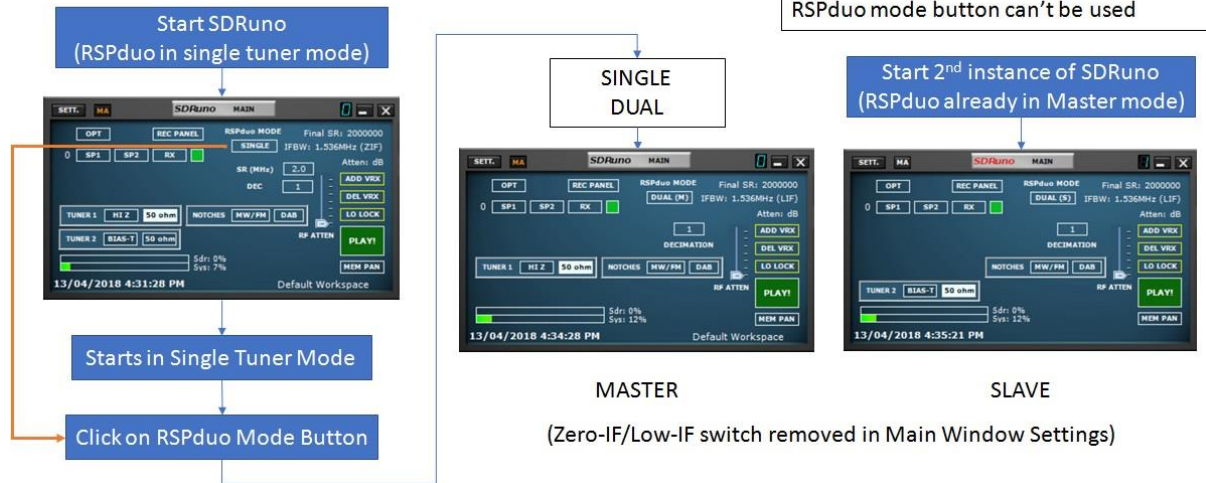 RSPduo mode button can't be used
Start SDRuno
(RSPduo in single tuner mode)
SETT. MA SDRuno MAIN 0
OPT REC PANEL RSPduo MODE Final SR: 2000000
SINGLE IFBW: 1.536MHz (ZIF)
0 SP1 SP2 RX
Atten: dB
SR (MHz) 2.0
ADD VRX
DEC 1
DEL VRX
TUNER 1 HI Z 50 ohm NOTCHES MW/FM DAB LO LOCK
RF ATTEN
TUNER 2 BIAS-T 50 ohm PLAY!
Sdr: 0%
Sys: 7%
MEM PAN
13/04/2018 4:31:28 PM Default Workspace
Starts in Single Tuner Mode
Click on RSPduo Mode Button
SINGLE
DUAL
SETT. MA SDRuno MAIN 0
OPT REC PANEL RSPduo MODE Final SR: 2000000
DUAL (M) IFBW: 1.536MHz (LIF)
0 SP1 SP2 RX
Atten: dB
1 ADD VRX
DECIMATION
DEL VRX
TUNER 1 HI Z 50 ohm NOTCHES MW/FM DAB LO LOCK
RF ATTEN
PLAY!
Sdr: 0%
Sys: 12%
MEM PAN
13/04/2018 4:34:28 PM Default Workspace
MASTER
Start 2nd instance of SDRuno
(RSPduo already in Master mode)
SETT. MA SDRuno MAIN 1
OPT REC PANEL RSPduo MODE Final SR: 2000000
DUAL (S) IFBW: 1.536MHz (LIF)
0 SP1 SP2 RX
Atten: dB
1 ADD VRX
DECIMATION
DEL VRX
NOTCHES MW/FM DAB LO LOCK
RF ATTEN
TUNER 2 BIAS-T 50 ohm PLAY!
Sdr: 0%
Sys: 12%
MEM PAN
13/04/2018 4:35:21 PM
SLAVE
(Zero-IF/Low-IF switch removed in Main Window Settings)